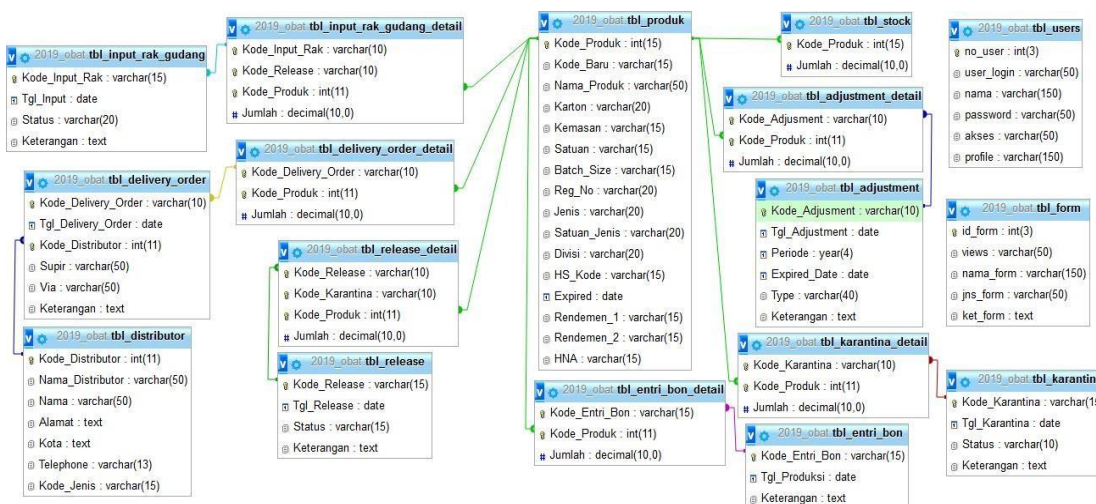 2019_obat tbl_input_rak_gudang
Kode_Input_Rak : varchar(15)
Tgl_Input : date
Status : varchar(20)
Keterangan : text
2019_obat tbl_input_rak_gudang_detail
Kode_Input_Rak : varchar(10)
Kode_Release : varchar(10)
Kode_Produk : int(11)
# Jumlah : decimal(10,0)
2019_obat tbl_delivery_order_detail
Kode_Delivery_Order : varchar(10)
Kode_Produk : int(11)
# Jumlah : decimal(10,0)
2019_obat tbl_delivery_order
Kode_Delivery_Order : varchar(10)
Tgl_Delivery_Order : date
Kode_Distributor : int(11)
Supir : varchar(50)
Via : varchar(50)
Keterangan : text
2019_obat tbl_distributor
Kode_Distributor : int(11)
Nama_Distributor : varchar(50)
Nama : varchar(50)
Alamat : text
Kota : text
Telephone : varchar(13)
Kode_Jenis : varchar(15)
2019_obat tbl_release_detail
Kode_Release : varchar(10)
Kode_Karantina : varchar(10)
Kode_Produk : int(11)
# Jumlah : decimal(10,0)
2019_obat tbl_release
Kode_Release : varchar(15)
Tgl_Release : date
Status : varchar(15)
Keterangan : text
2019_obat tbl_produk
Kode_Produk : int(15)
Kode_Baru : varchar(15)
Nama_Produk : varchar(50)
Karton : varchar(20)
Kemasan : varchar(15)
Satuan : varchar(15)
Batch_Size : varchar(15)
Reg_No : varchar(20)
Jenis : varchar(20)
Satuan_Jenis : varchar(20)
Divisi : varchar(20)
HS_Kode : varchar(15)
Expired : date
Rendemen_1 : varchar(15)
Rendemen_2 : varchar(15)
HNA : varchar(15)
2019_obat tbl_entri_bon_detail
Kode_Entri_Bon : varchar(15)
Kode_Produk : int(11)
# Jumlah : decimal(10,0)
2019_obat tbl_stock
Kode_Produk : int(15)
# Jumlah : decimal(10,0)
2019_obat tbl_adjustment_detail
Kode_Adjusment : varchar(10)
Kode_Produk : int(11)
# Jumlah : decimal(10,0)
2019_obat tbl_adjustment
Kode_Adjusment : varchar(10)
Tgl_Adjustment : date
Periode : year(4)
Expired_Date : date
Type : varchar(40)
Keterangan : text
2019_obat tbl_karantina_detail
Kode_Karantina : varchar(10)
Kode_Produk : int(11)
# Jumlah : decimal(10,0)
2019_obat tbl_entri_bon
Kode_Entri_Bon : varchar(15)
Tgl_Produksi : date
Keterangan : text
2019_obat tbl_users
no_user : int(3)
user_login : varchar(50)
nama : varchar(150)
password : varchar(50)
akses : varchar(50)
profile : varchar(150)
2019_obat tbl_form
id_form : int(3)
views : varchar(50)
nama_form : varchar(150)
jns_form : varchar(50)
ket_form : text
2019_obat tbl_karantin
Kode_Karantina : varchar(15
Tgl_Karantina : date
Status : varchar(10)
Keterangan : text